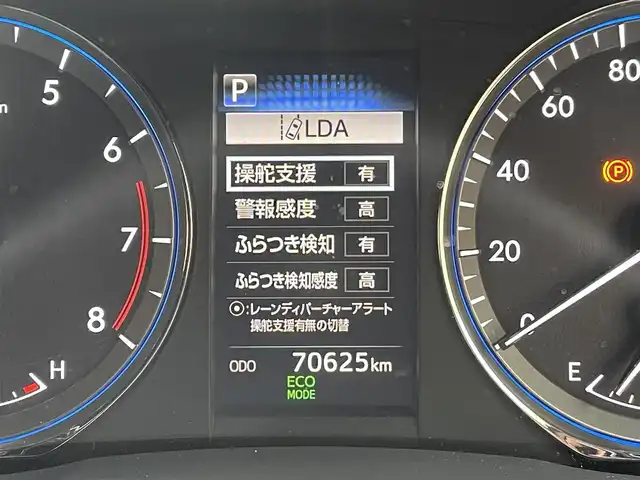 P
LDA
操舵支援 有
警報感度 高
ふらつき検知 有
ふらつき検知感度 高
:レーンディパーチャーアラート
操舵支援有無の切替
ODO 70625km
ECO
MODE
5
6
7
8
H
80
60
40
20
0
E
P